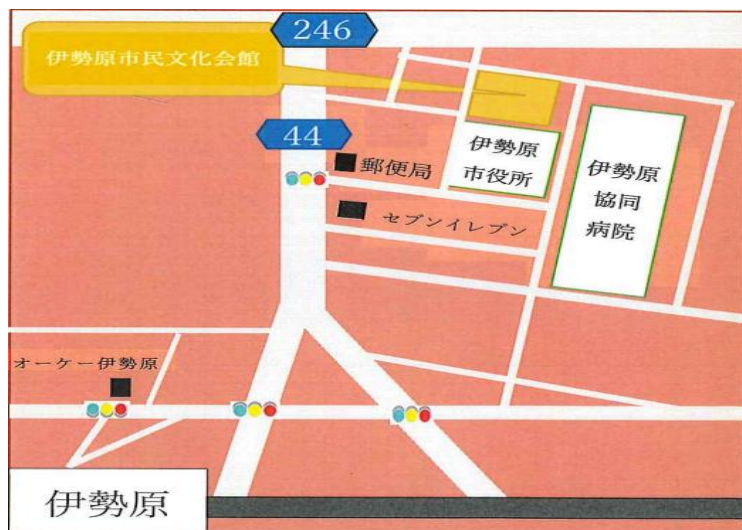 246
伊勢原市民文化会館
44
郵便局
伊勢原
市役所
伊勢原
協同
病院
セブンイレブン
オーケー伊勢原
伊勢原